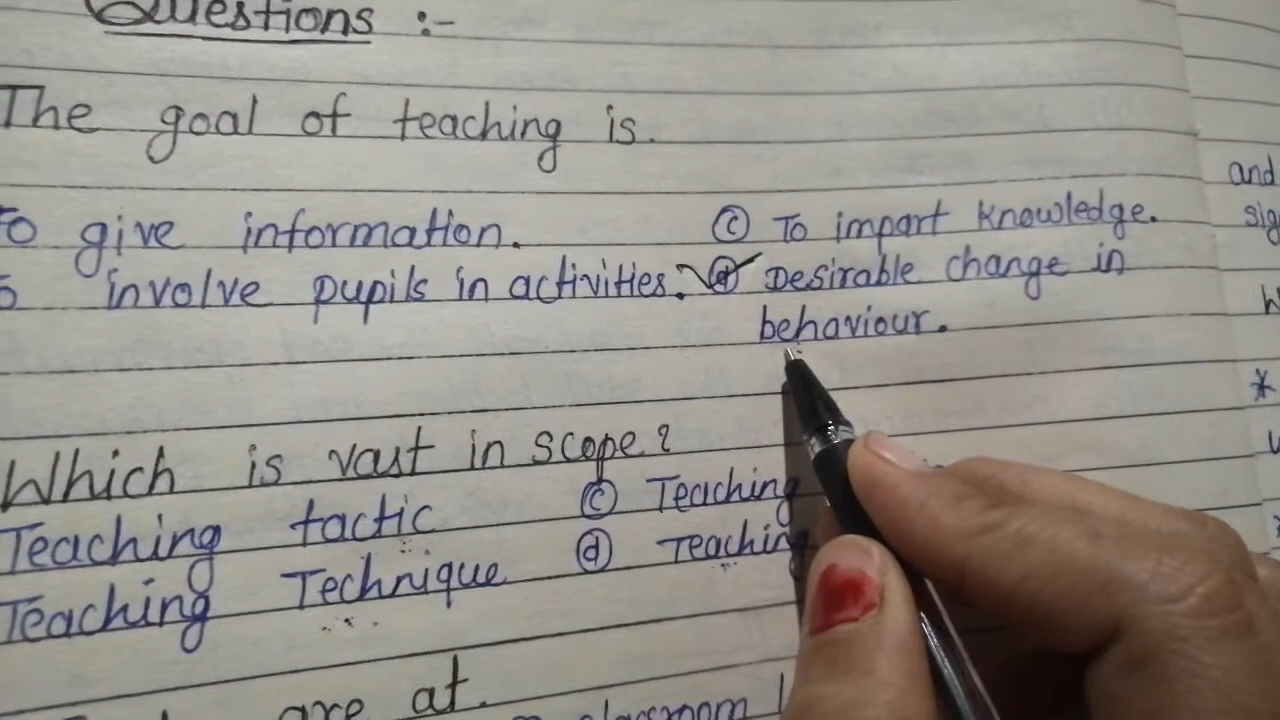 Questions :-
The goal of teaching is.
To give information.
ⓒ To impart knowledge.
involve pupils in activities.
ⓓ Desirable change in
behaviour.
Which is vast in scope?
Teaching tactic
ⓒ Teaching
Teaching Technique
ⓓ Teaching
are at.
classroom
and